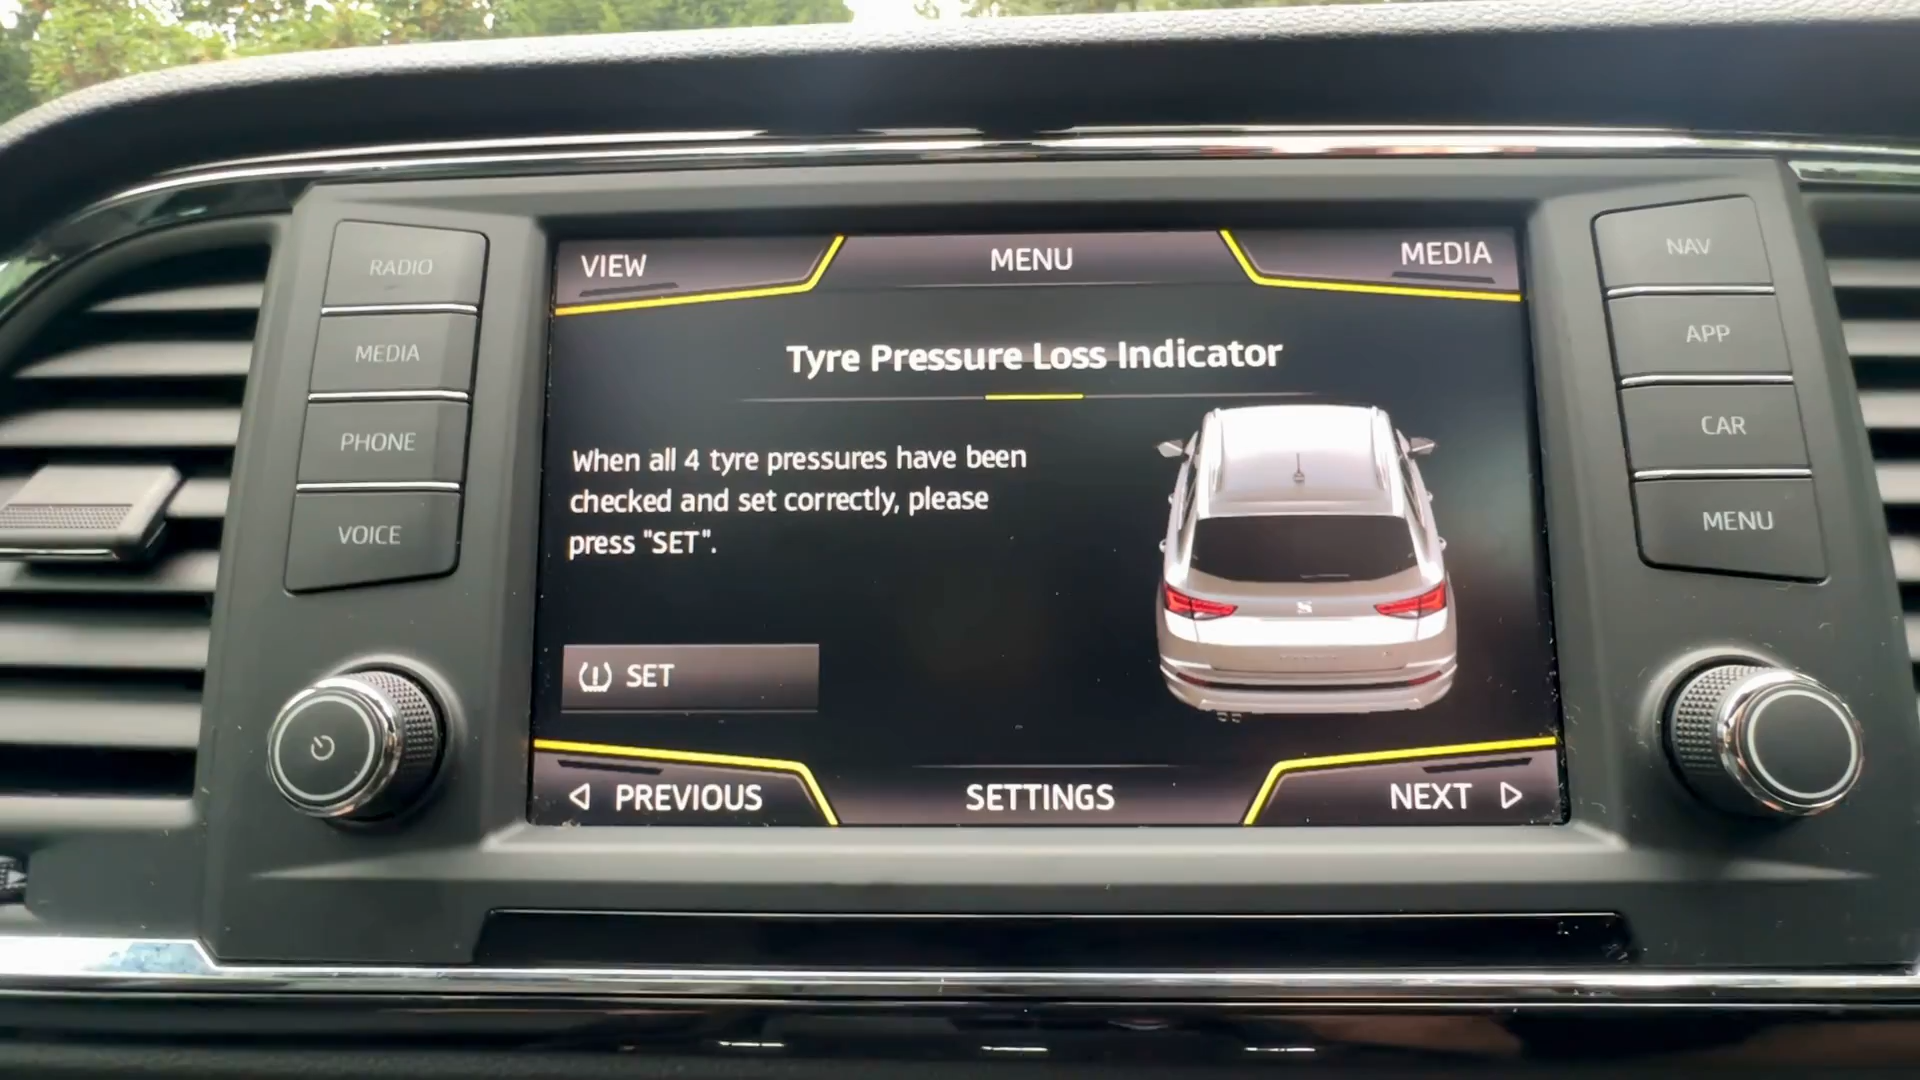 RADIO
MEDIA
PHONE
VOICE
VIEW
MENU
MEDIA
Tyre Pressure Loss Indicator
When all 4 tyre pressures have been
checked and set correctly, please
press "SET".
SET
PREVIOUS
SETTINGS
NEXT
NAV
APP
CAR
MENU